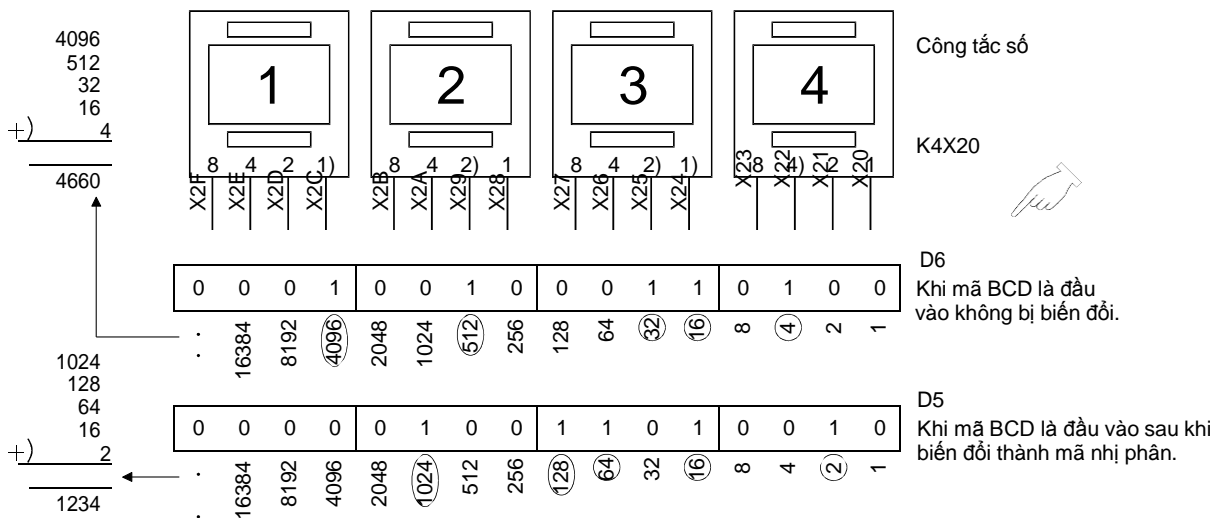 4096
512
32
16
+) 4
4660
1 2 3 4
Công tắc số
8 4 2 1)
8 4 2) 1
8 4 2) 1)
8 4) 2 1
K4X20
X2F X2E X2D X2C
X2B X2A X29 X28
X27 X26 X25 X24
X23 X22 X21 X20
D6
0 0 0 1 0 0 1 0 0 0 1 1 0 1 0 0
Khi mã BCD là đầu
vào không bị biến đổi.
16384 8192 4096 2048 1024 512 256 128 64 32 16 8 4 2 1
1024
128
64
16
+) 2
1234
D5
0 0 0 0 0 1 0 0 1 1 0 1 0 0 1 0
Khi mã BCD là đầu vào sau khi
biến đổi thành mã nhị phân.
16384 8192 4096 2048 1024 512 256 128 64 32 16 8 4 2 1